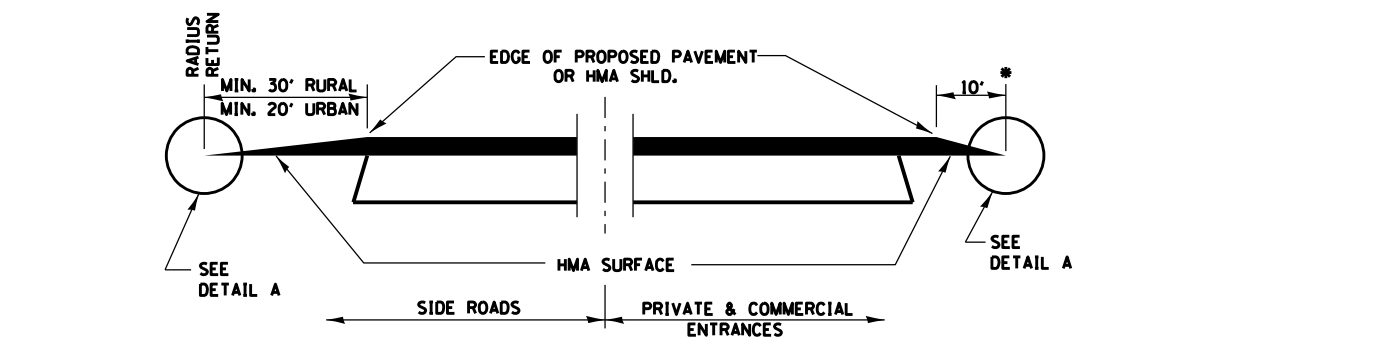 RADIUS
RETURN
MIN. 30' RURAL
MIN. 20' URBAN
EDGE OF PROPOSED PAVEMENT
OR HMA SHLD.
10'
*
SEE
DETAIL A
HMA SURFACE
SEE
DETAIL A
SIDE ROADS
PRIVATE & COMMERCIAL
ENTRANCES